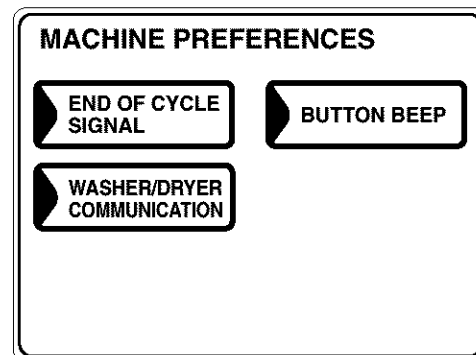 MACHINE PREFERENCES
END OF CYCLE
SIGNAL
BUTTON BEEP
WASHER/DRYER
COMMUNICATION